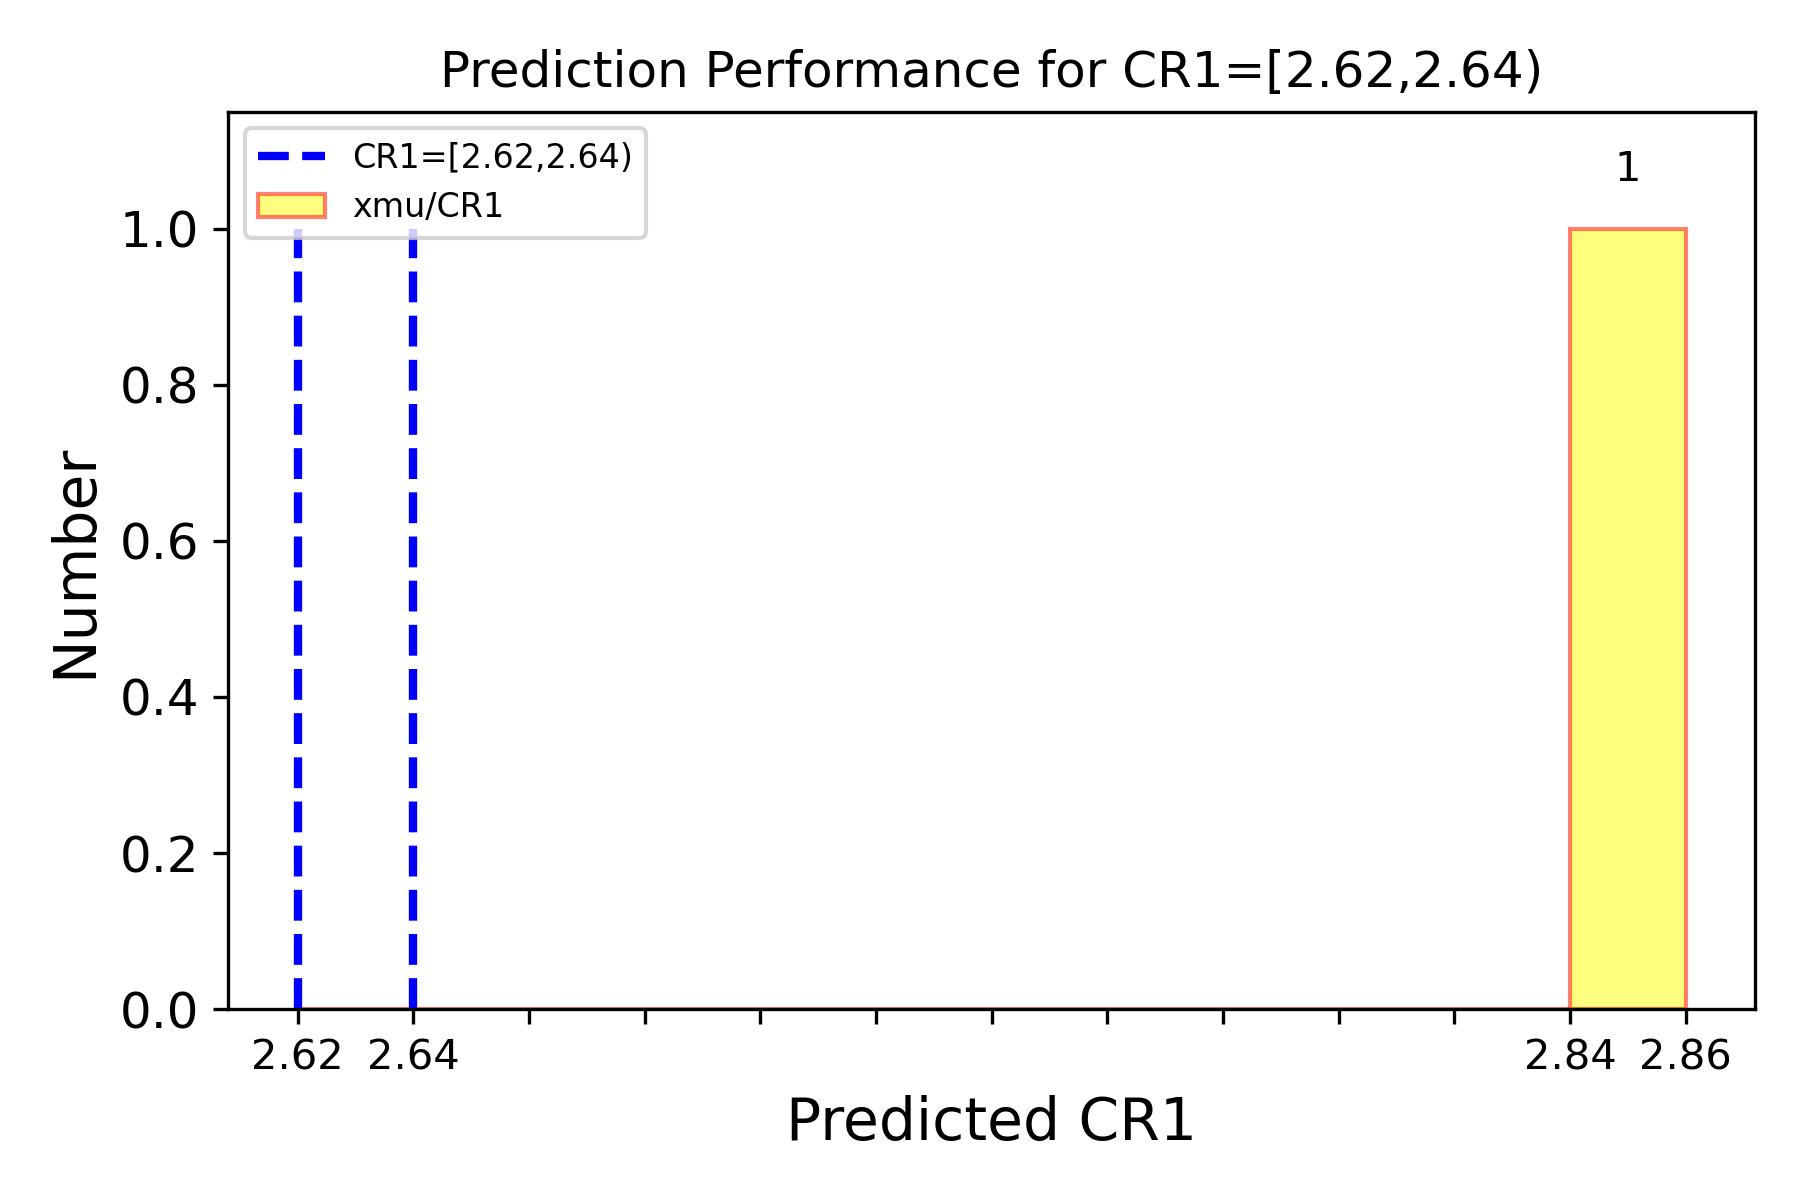 Prediction Performance for CR1=[2.62,2.64)
CR1=[2.62,2.64)
xmu/CR1
1
1.0
0.8
0.6
0.4
0.2
0.0
Number
2.62 2.64 2.84 2.86
Predicted CR1